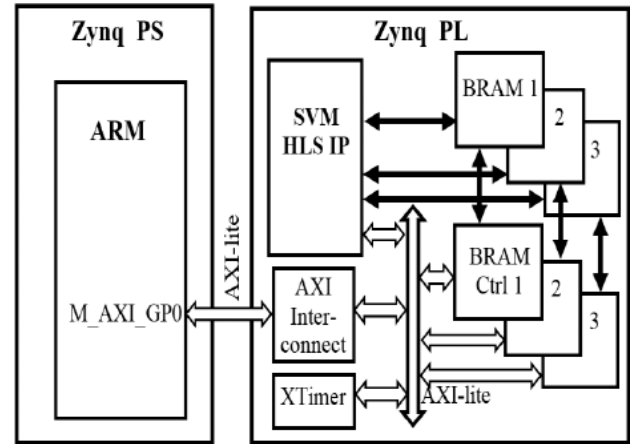 Zynq PS
ARM
M_AXI_GP0
AXI-lite
Zynq PL
SVM
HLS IP
BRAM 1
2
3
BRAM
Ctrl 1
2
3
AXI
Inter-
connect
XTimer
AXI-lite